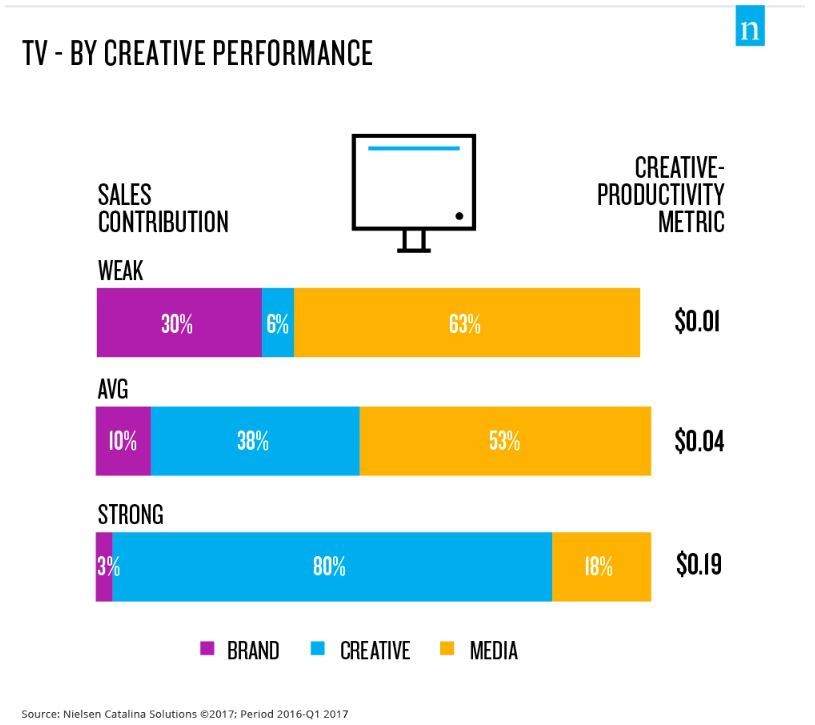 n
TV - BY CREATIVE PERFORMANCE
SALES
CONTRIBUTION
CREATIVE-
PRODUCTIVITY
METRIC
WEAK
30% 6% 63% $0.01
AVG
10% 38% 53% $0.04
STRONG
3% 80% 18% $0.19
BRAND CREATIVE MEDIA
Source: Nielsen Catalina Solutions ©2017; Period 2016-Q1 2017